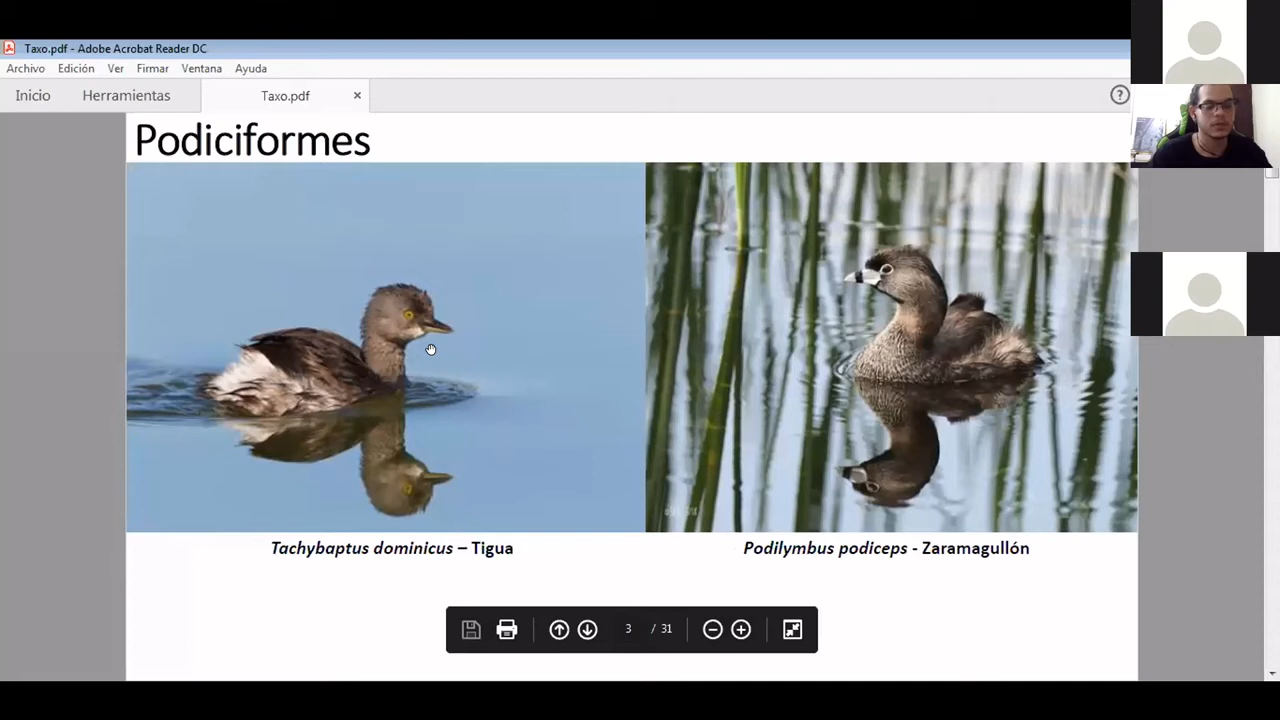 Taxo.pdf - Adobe Acrobat Reader DC
Archivo Edición Ver Firmar Ventana Ayuda
Inicio Herramientas Taxo.pdf × ?
Podiciformes
Tachybaptus dominicus – Tigua
Podilymbus podiceps - Zaramagullón
3 / 31